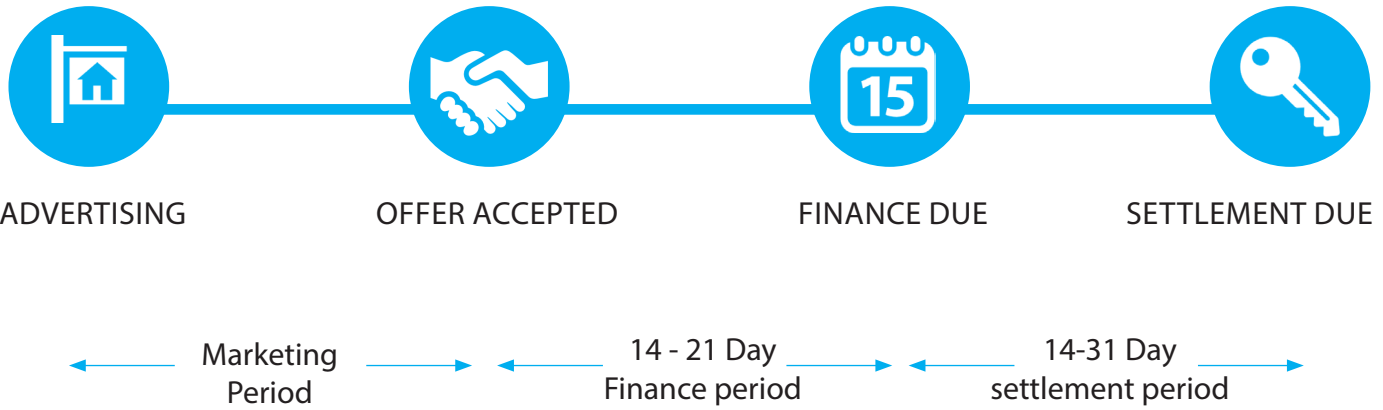 15
ADVERTISING
OFFER ACCEPTED
FINANCE DUE
SETTLEMENT DUE
Marketing
Period
14 - 21 Day
Finance period
14-31 Day
settlement period